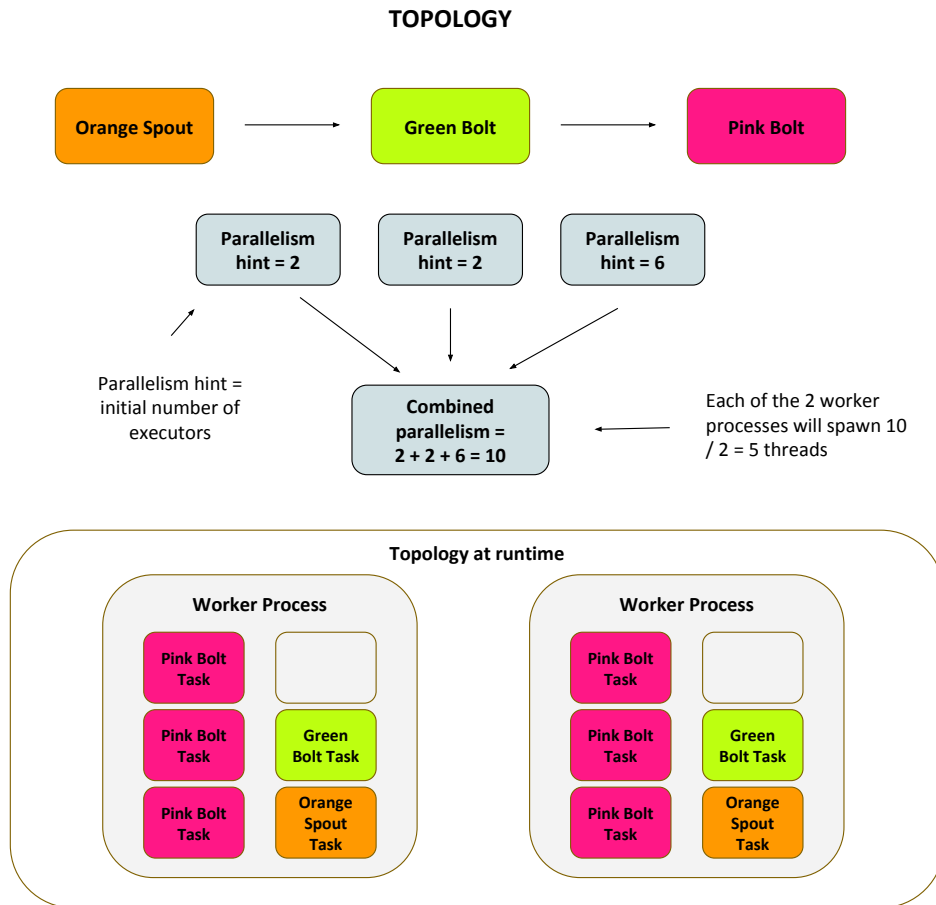 TOPOLOGY
Orange Spout
Green Bolt
Pink Bolt
Parallelism
hint = 2
Parallelism
hint = 2
Parallelism
hint = 6
Parallelism hint =
initial number of
executors
Combined
parallelism =
2 + 2 + 6 = 10
Each of the 2 worker
processes will spawn 10
/ 2 = 5 threads
Topology at runtime
Worker Process
Pink Bolt
Task
Pink Bolt
Task
Green
Bolt Task
Pink Bolt
Task
Orange
Spout
Task
Worker Process
Pink Bolt
Task
Pink Bolt
Task
Green
Bolt Task
Pink Bolt
Task
Orange
Spout
Task